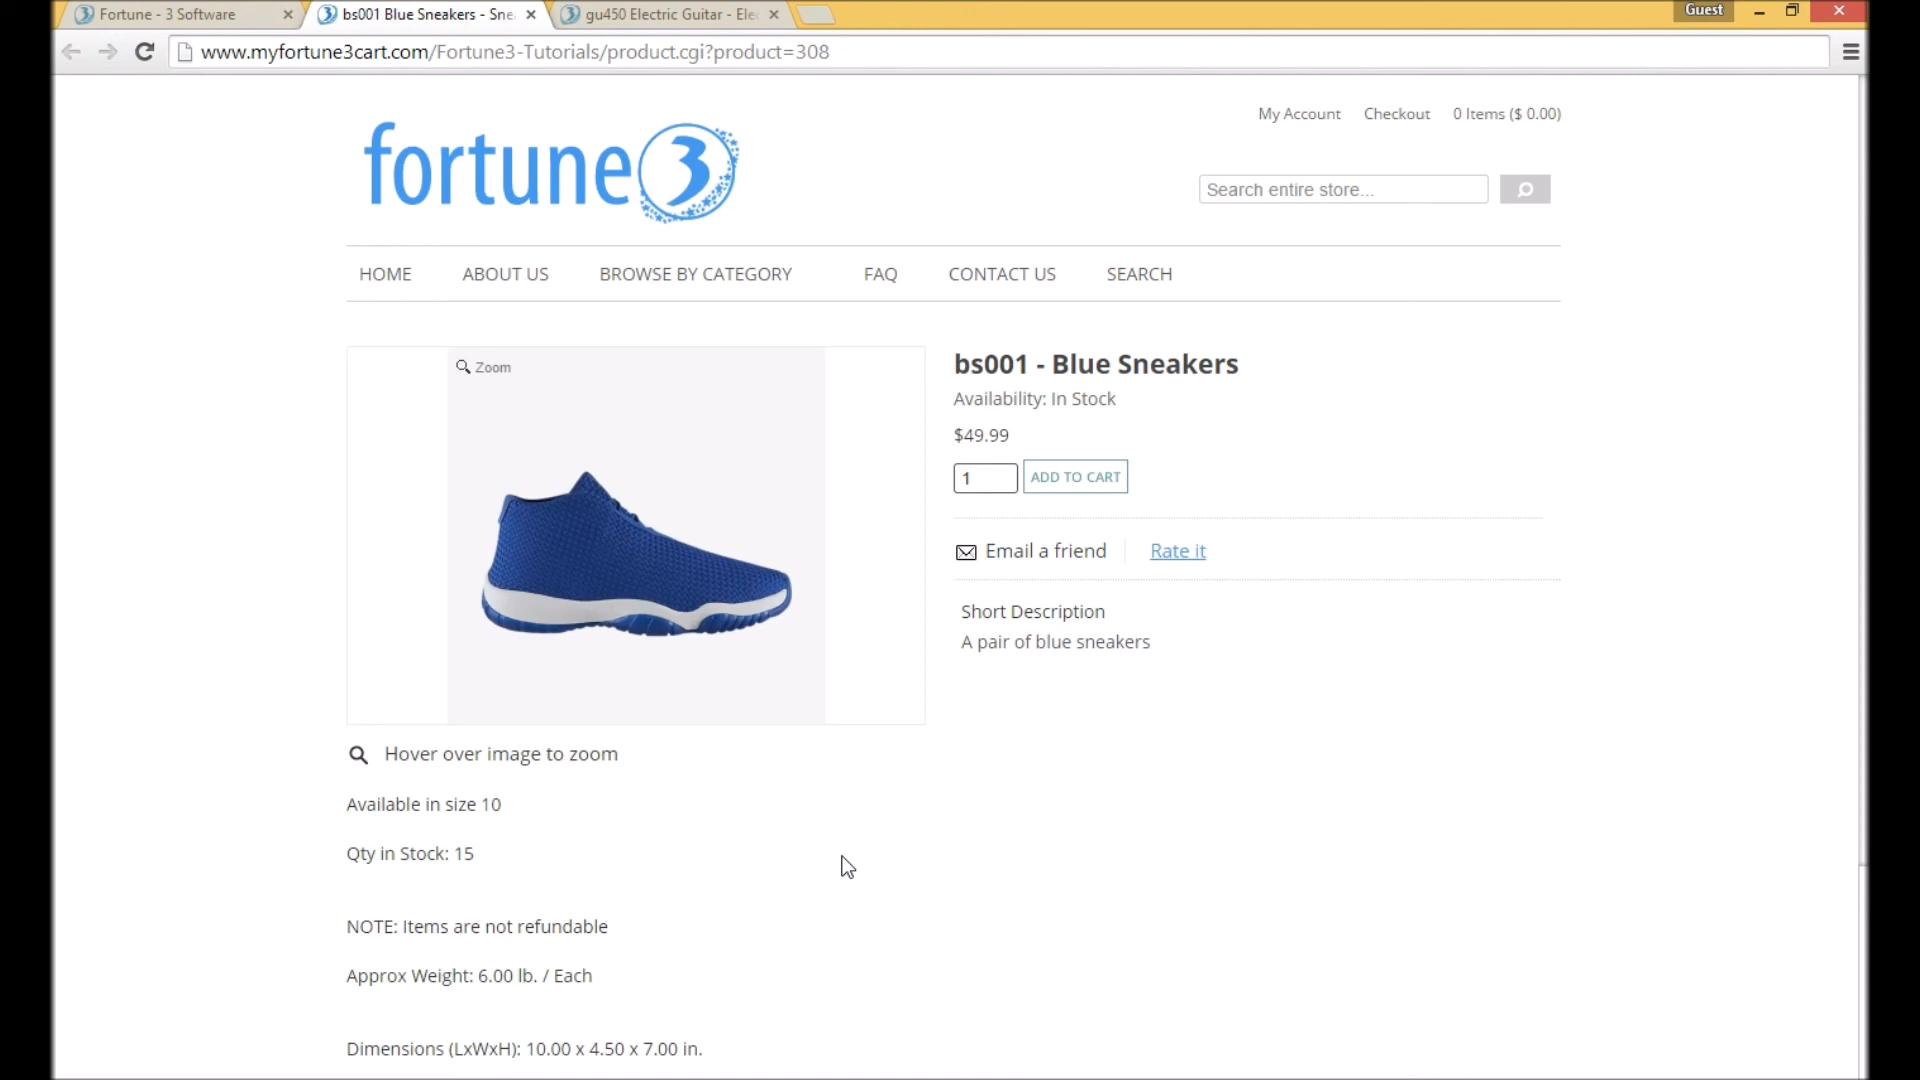 Fortune - 3 Software
bs001 Blue Sneakers - Sne
gu450 Electric Guitar - Ele
Guest
www.myfortune3cart.com/Fortune3-Tutorials/product.cgi?product=308
My Account Checkout 0 Items ($ 0.00)
fortune3
Search entire store...
HOME ABOUT US BROWSE BY CATEGORY FAQ CONTACT US SEARCH
Zoom
bs001 - Blue Sneakers
Availability: In Stock
$49.99
1 ADD TO CART
Email a friend Rate it
Short Description
A pair of blue sneakers
Hover over image to zoom
Available in size 10
Qty in Stock: 15
NOTE: Items are not refundable
Approx Weight: 6.00 lb. / Each
Dimensions (LxWxH): 10.00 x 4.50 x 7.00 in.